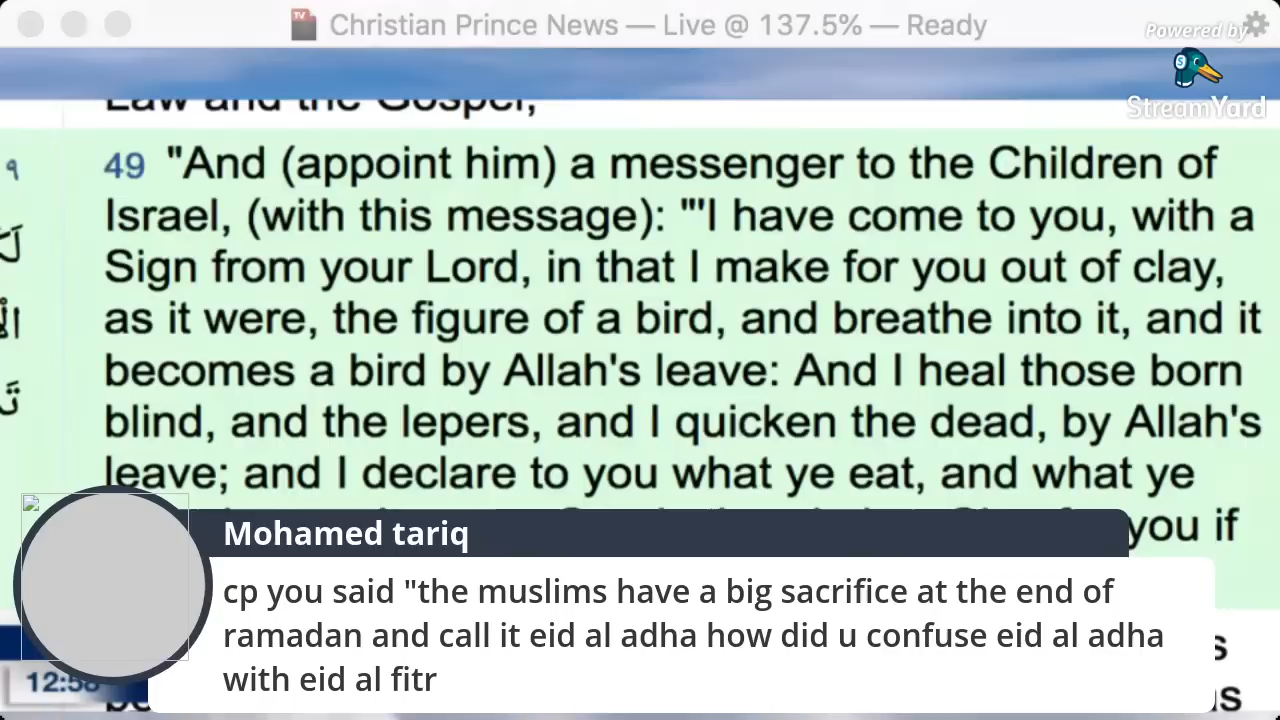 Christian Prince News — Live @ 137.5% — Ready
Powered by
StreamYard
Law and the Gospel,
49 "And (appoint him) a messenger to the Children of
Israel, (with this message): "'I have come to you, with a
Sign from your Lord, in that I make for you out of clay,
as it were, the figure of a bird, and breathe into it, and it
becomes a bird by Allah's leave: And I heal those born
blind, and the lepers, and I quicken the dead, by Allah's
leave; and I declare to you what ye eat, and what ye
you if
Mohamed tariq
cp you said "the muslims have a big sacrifice at the end of
ramadan and call it eid al adha how did u confuse eid al adha
with eid al fitr
12:58